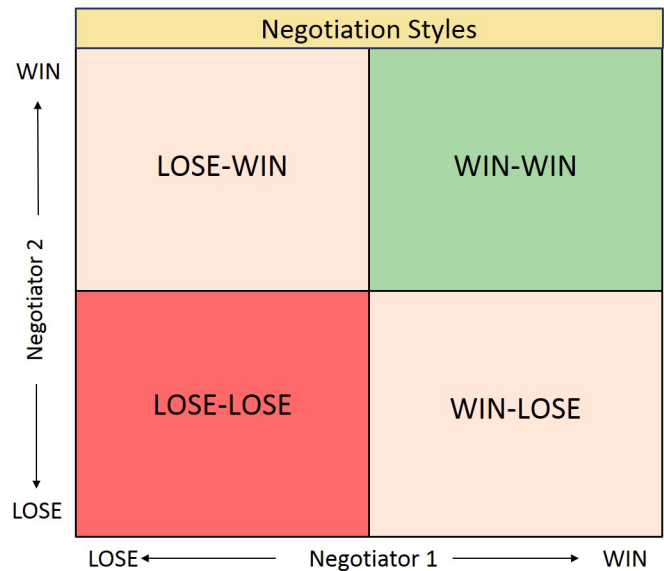 Negotiation Styles
WIN
LOSE-WIN
WIN-WIN
Negotiator 2
LOSE-LOSE
WIN-LOSE
LOSE
LOSE
Negotiator 1
WIN